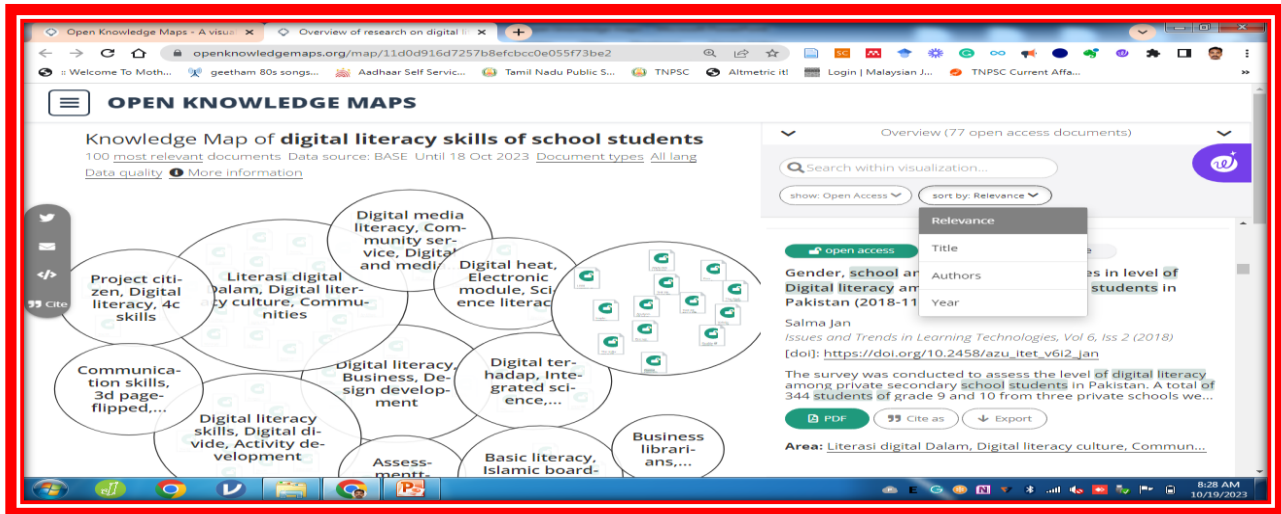 Open Knowledge Maps - A visua
Overview of research on digital li
openknowledgemaps.org/map/11d0d916d7257b8efcbcc0e055f73be2
:: Welcome To Moth...
geetham 80s songs...
Aadhaar Self Servic...
Tamil Nadu Public S...
TNPSC
Altmetric it!
Login | Malaysian J...
TNPSC Current Affa...
OPEN KNOWLEDGE MAPS
Knowledge Map of digital literacy skills of school students
100 most relevant documents Data source: BASE Until 18 Oct 2023 Document types All lang
Data quality More information
Cite
Digital media
literacy, Com-
munity ser-
vice, Digital
and medi
Project citi-
zen, Digital
literacy, 4c
skills
Literasi digital
Dalam, Digital liter-
acy culture, Commu-
nities
Digital heat,
Electronic
module, Sci-
ence literac
Communica-
tion skills,
3d page-
flipped,...
Digital literacy,
Business, De-
sign develop-
ment
Digital ter-
hadap, Inte-
grated sci-
ence,...
Digital literacy
skills, Digital di-
vide, Activity de-
velopment
Assess-
mentt-
Basic literacy,
Islamic board-
Business
librari-
ans,...
Overview (77 open access documents)
Search within visualization...
show: Open Access
sort by: Relevance
Relevance
Title
Authors
Year
open access
Gender, school an
es in level of
Digital literacy am
students in
Pakistan (2018-11
Salma Jan
Issues and Trends in Learning Technologies, Vol 6, Iss 2 (2018)
[doi]: https://doi.org/10.2458/azu_itet_v6i2_jan
The survey was conducted to assess the level of digital literacy
among private secondary school students in Pakistan. A total of
344 students of grade 9 and 10 from three private schools we...
PDF
Cite as
Export
Area: Literasi digital Dalam, Digital literacy culture, Commun...
8:28 AM
10/19/2023